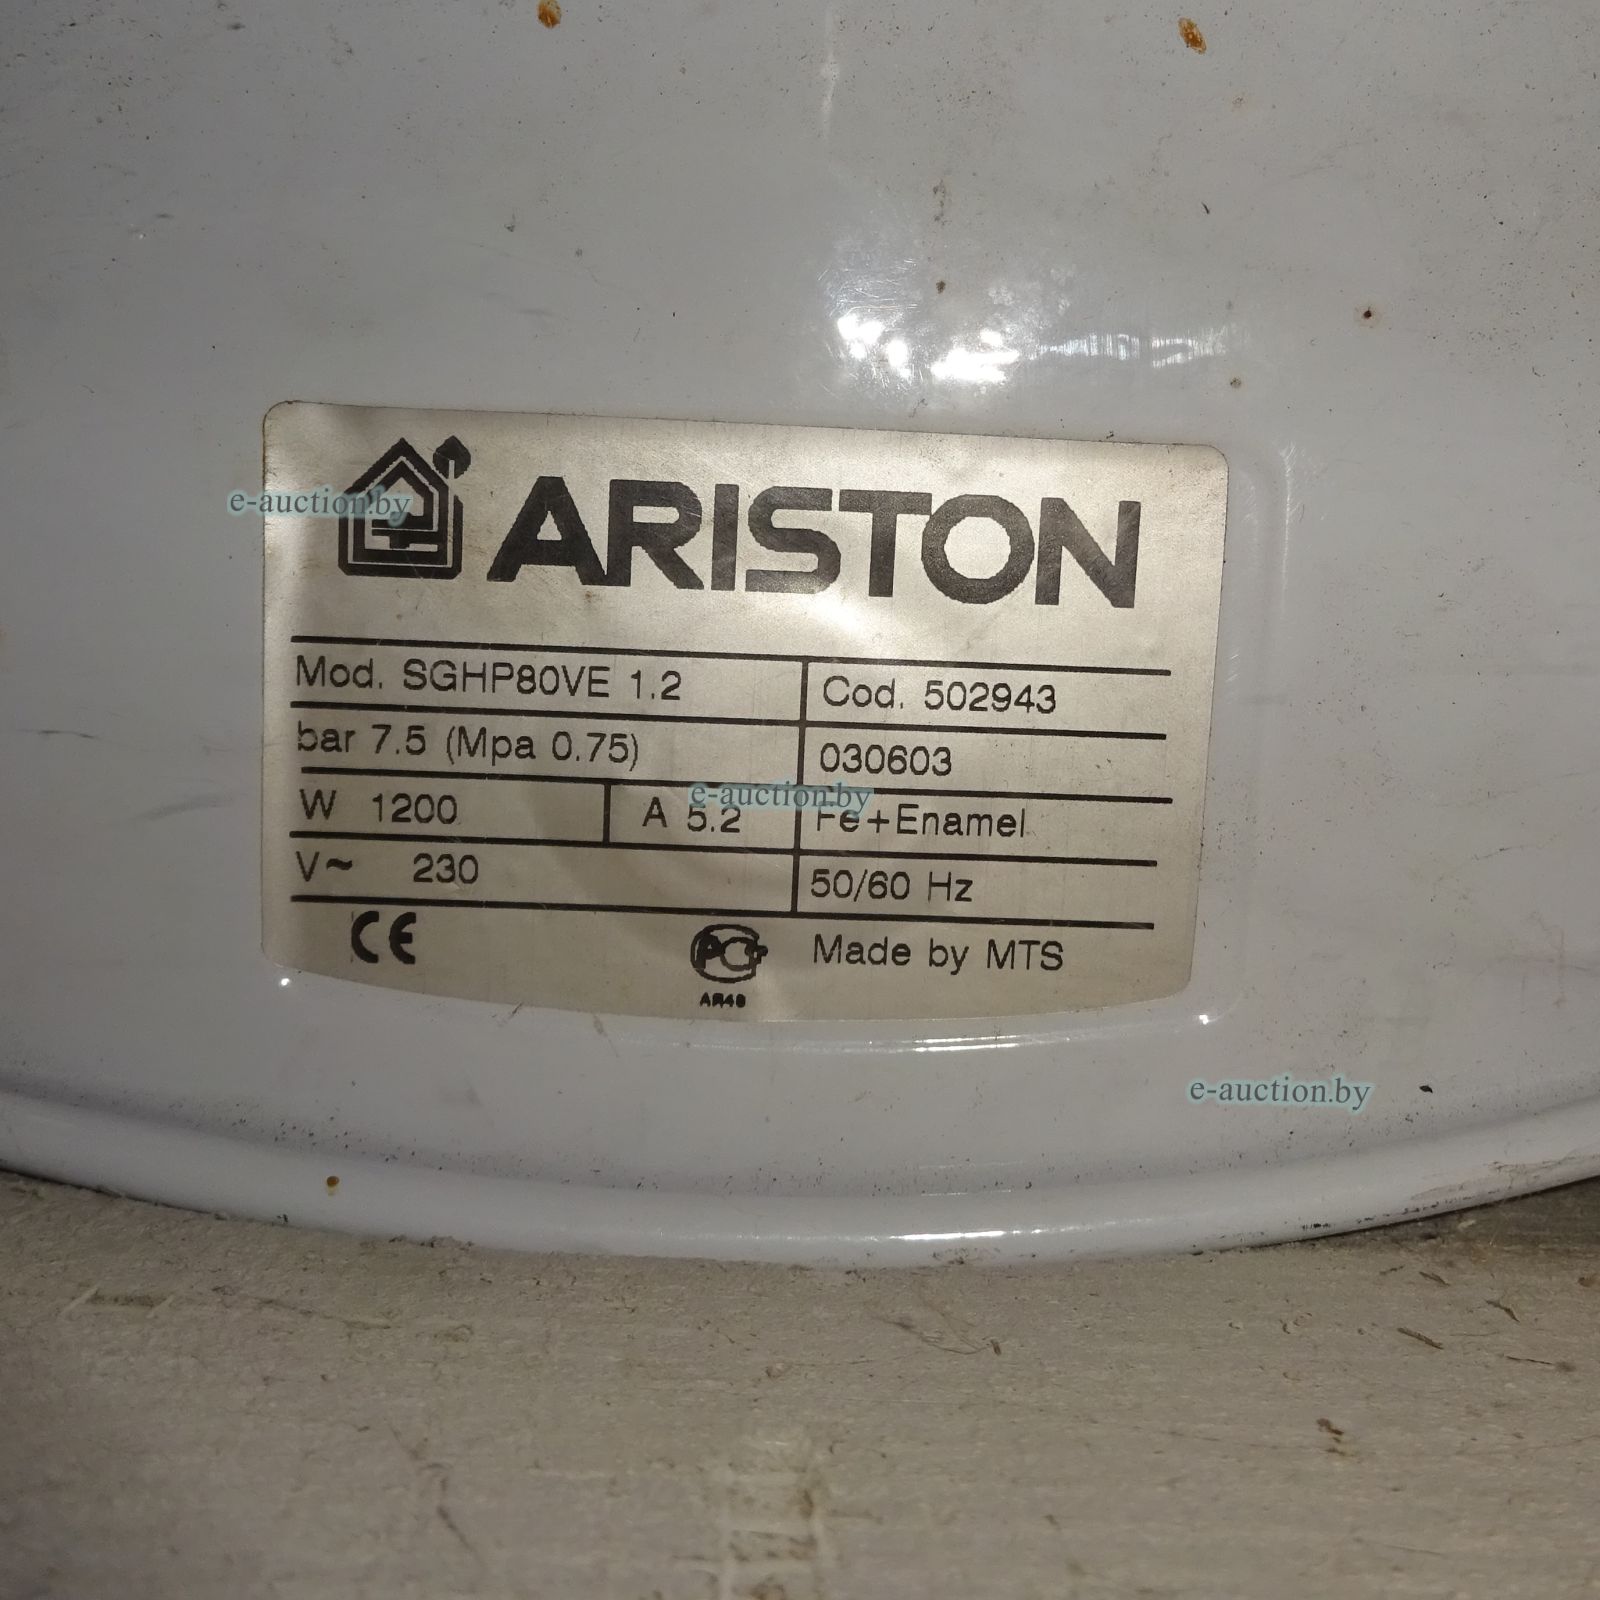 ARISTON
e-auction.by
Mod. SGHP80VE 1.2
Cod. 502943
bar 7.5 (Mpa 0.75)
030603
e-auction.by
W 1200
A 5.2
Fe+Enamel
V~ 230
50/60 Hz
CE
PC
Made by MTS
e-auction.by